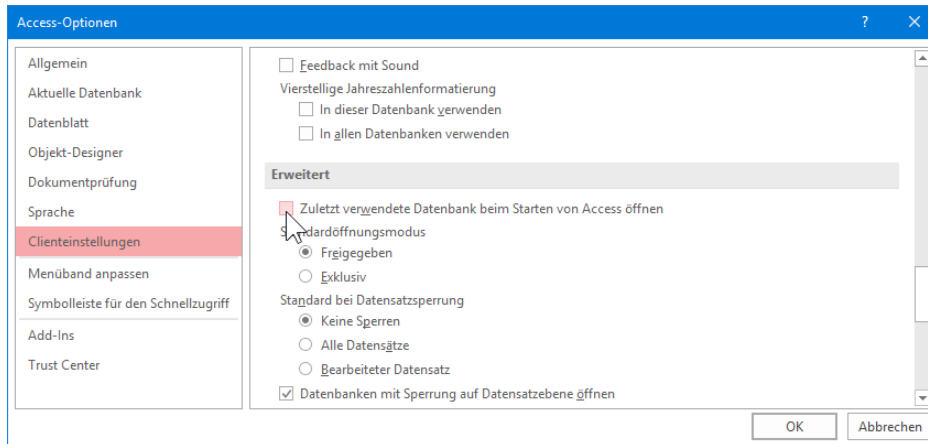 Access-Optionen
?
Allgemein
Aktuelle Datenbank
Datenblatt
Objekt-Designer
Dokumentprüfung
Sprache
Clienteinstellungen
Menüband anpassen
Symbolleiste für den Schnellzugriff
Add-Ins
Trust Center
Feedback mit Sound
Vierstellige Jahreszahlenformatierung
In dieser Datenbank verwenden
In allen Datenbanken verwenden
Erweitert
Zuletzt verwendete Datenbank beim Starten von Access öffnen
Standardöffnungsmodus
Freigegeben
Exklusiv
Standard bei Datensatzsperrung
Keine Sperren
Alle Datensätze
Bearbeiteter Datensatz
Datenbanken mit Sperrung auf Datensatzebene öffnen
OK
Abbrechen